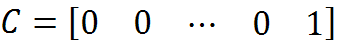 C = [0 0 ⋯ 0 1]